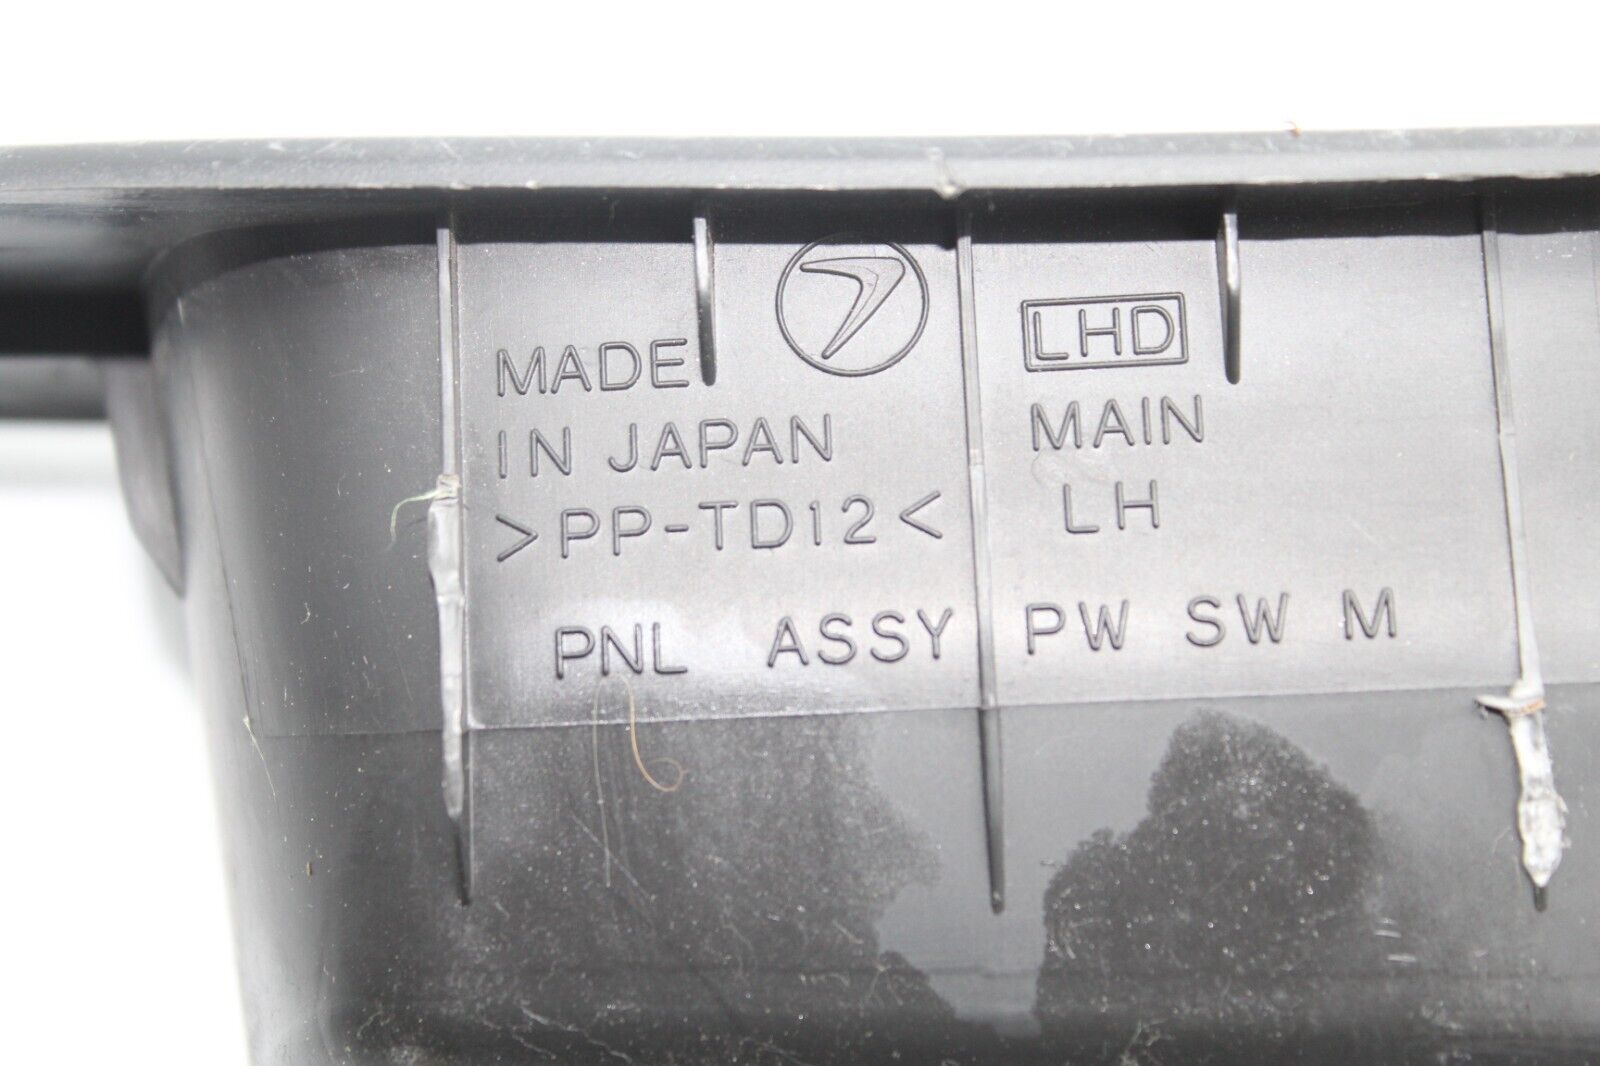 MADE
IN JAPAN
>PP-TD12<
LHD
MAIN
LH
PNL ASSY PW SW M